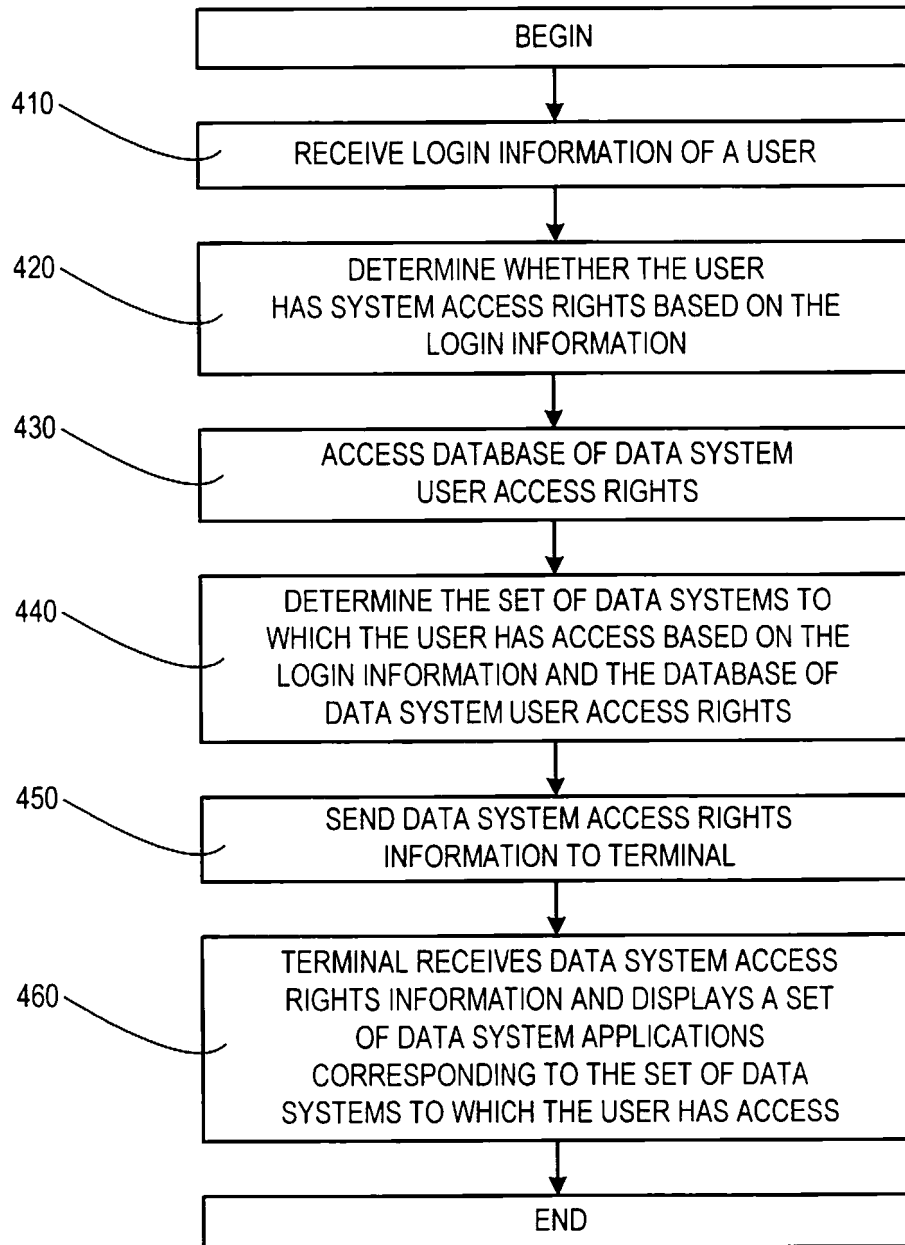 BEGIN
410
RECEIVE LOGIN INFORMATION OF A USER
420
DETERMINE WHETHER THE USER
HAS SYSTEM ACCESS RIGHTS BASED ON THE
LOGIN INFORMATION
430
ACCESS DATABASE OF DATA SYSTEM
USER ACCESS RIGHTS
440
DETERMINE THE SET OF DATA SYSTEMS TO
WHICH THE USER HAS ACCESS BASED ON THE
LOGIN INFORMATION AND THE DATABASE OF
DATA SYSTEM USER ACCESS RIGHTS
450
SEND DATA SYSTEM ACCESS RIGHTS
INFORMATION TO TERMINAL
460
TERMINAL RECEIVES DATA SYSTEM ACCESS
RIGHTS INFORMATION AND DISPLAYS A SET
OF DATA SYSTEM APPLICATIONS
CORRESPONDING TO THE SET OF DATA
SYSTEMS TO WHICH THE USER HAS ACCESS
END